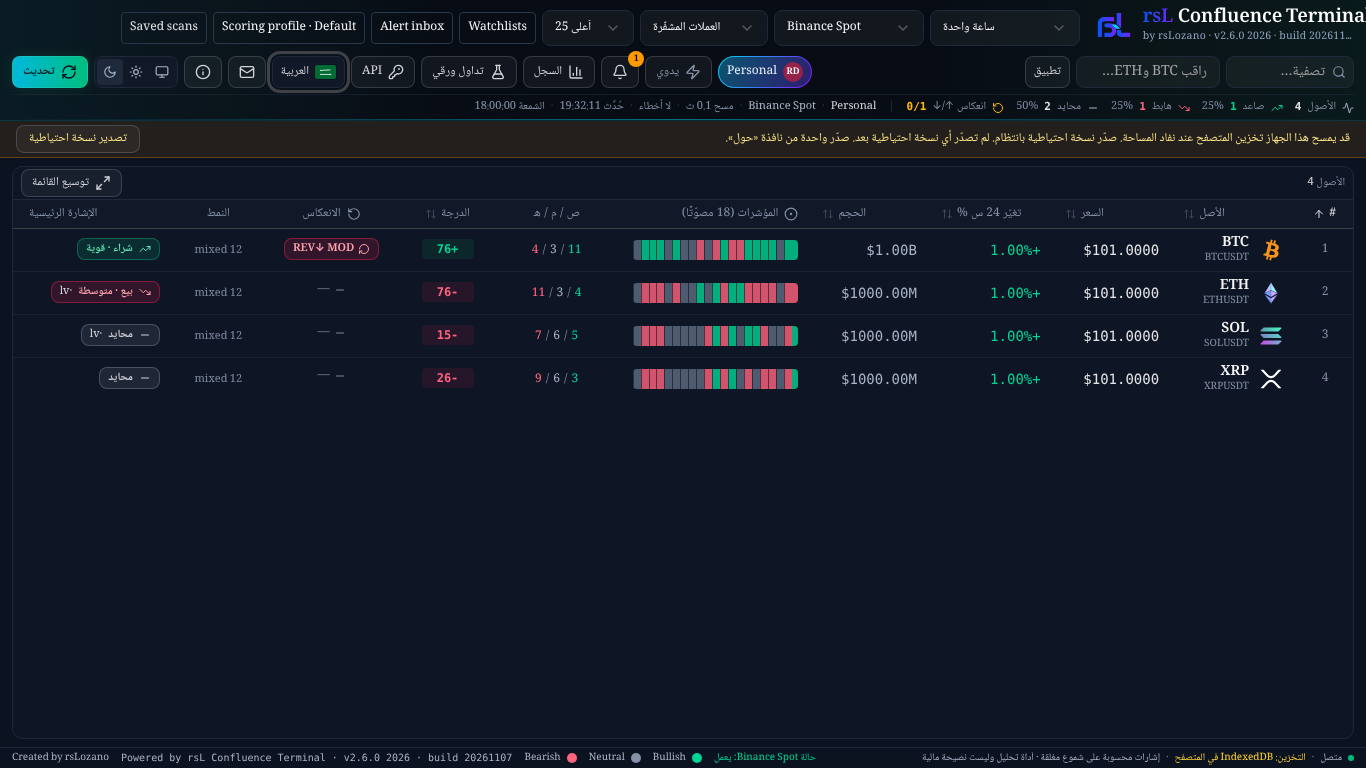 rsL Confluence Termina
by rsLozano · v2.6.0 2026 · build 202611...
ساعة واحدة
Binance Spot
العملات المشفّرة
أعلى 25
Watchlists
Alert inbox
Scoring profile · Default
Saved scans
تصفية...
راقب BTC وETH...
تطبيق
RD Personal
يدوي
1
السجل
تداول ورقي
API
العربية
تحديث
الأصول 4 صاعد 1 25% هابط 1 25% محايد 2 50% انعكاس ↑/↓ 0/1
Personal · Binance Spot · مسح 0,1 ث · لا أخطاء · حُدِّث 19:32:11 · الشمعة 18:00:00
قد يمسح هذا الجهاز تخزين المتصفح عند نفاد المساحة. صدّر نسخة احتياطية بانتظام. لم تصدّر أي نسخة احتياطية بعد. صدّر واحدة من نافذة «حول».
تصدير نسخة احتياطية
الأصول 4
توسيع القائمة
# ↑ الأصل السعر تغيّر 24 س % الحجم المؤشرات (18 مصوّتًا) ص / م / ه الدرجة الانعكاس النمط الإشارة الرئيسية
1 BTC $101.0000 1.00%+ $1.00B 11 / 3 / 4 76+ REV↓ MOD mixed 12 شراء · قوية
BTCUSDT
2 ETH $101.0000 1.00%+ $1000.00M 4 / 3 / 11 76- — mixed 12 بيع · متوسطة ·lv
ETHUSDT
3 SOL $101.0000 1.00%+ $1000.00M 5 / 6 / 7 15- — mixed 12 محايد ·lv
SOLUSDT
4 XRP $101.0000 1.00%+ $1000.00M 3 / 6 / 9 26- — mixed 12 محايد
XRPUSDT
متصل · التخزين: IndexedDB في المتصفح · إشارات محسوبة على شموع مغلقة · أداة تحليل وليست نصيحة مالية
حالة Binance Spot: يعمل
Bullish Neutral Bearish
Powered by rsL Confluence Terminal · v2.6.0 2026 · build 20261107
Created by rsLozano